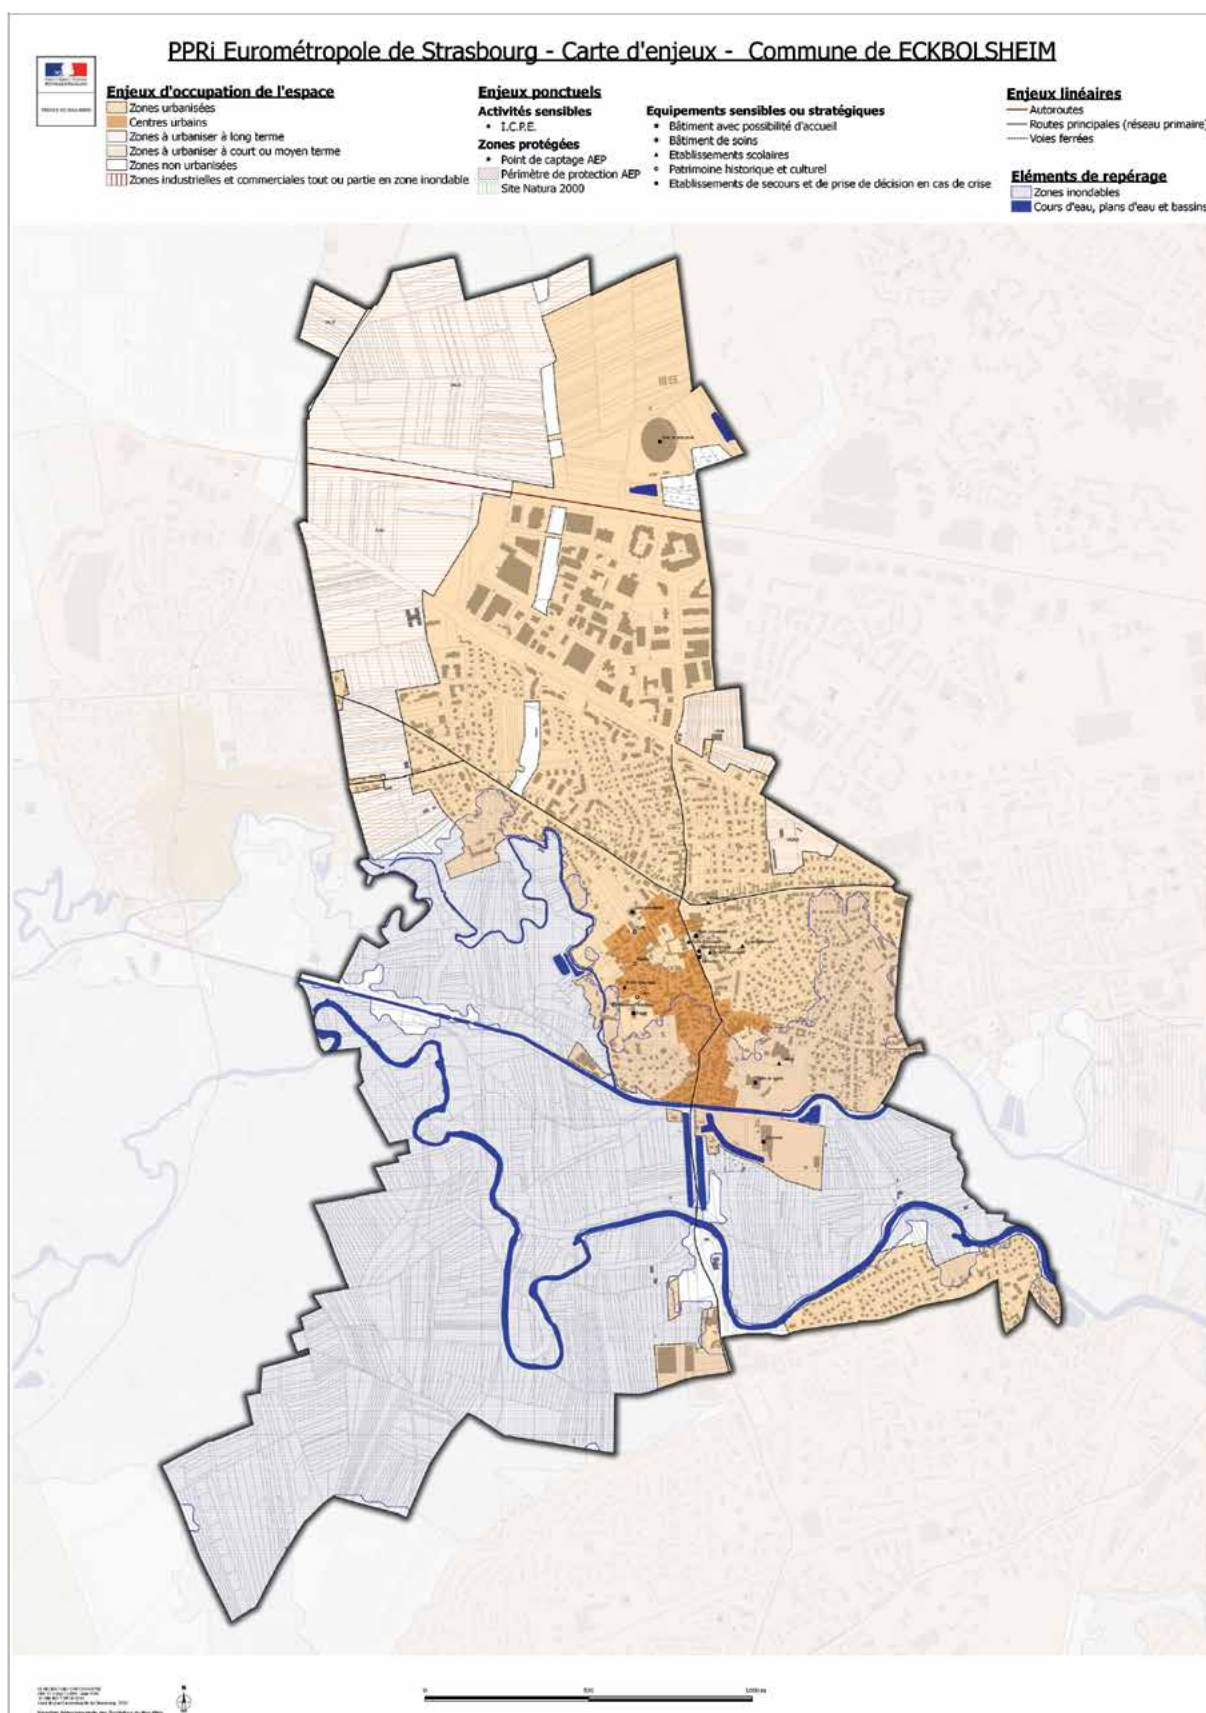 PPRi Eurométropole de Strasbourg - Carte d'enjeux - Commune de ECKBOLSHEIM
Enjeux d'occupation de l'espace
Zones urbanisées
Centres urbains
Zones à urbaniser à long terme
Zones à urbaniser à court ou moyen terme
Zones non urbanisées
Zones industrielles et commerciales tout ou partie en zone inondable
Enjeux ponctuels
Activités sensibles
I.C.P.E.
Zones protégées
Point de captage AEP
Périmètre de protection AEP
Site Natura 2000
Equipements sensibles ou stratégiques
Bâtiment avec possibilité d'accueil
Bâtiment de soins
Etablissements scolaires
Patrimoine historique et culturel
Etablissements de secours et de prise de décision en cas de crise
Enjeux linéaires
Autoroutes
Routes principales (réseau primaire)
Voies ferrées
Eléments de repérage
Zones inondables
Cours d'eau, plans d'eau et bassins
N
0 500 1000 m